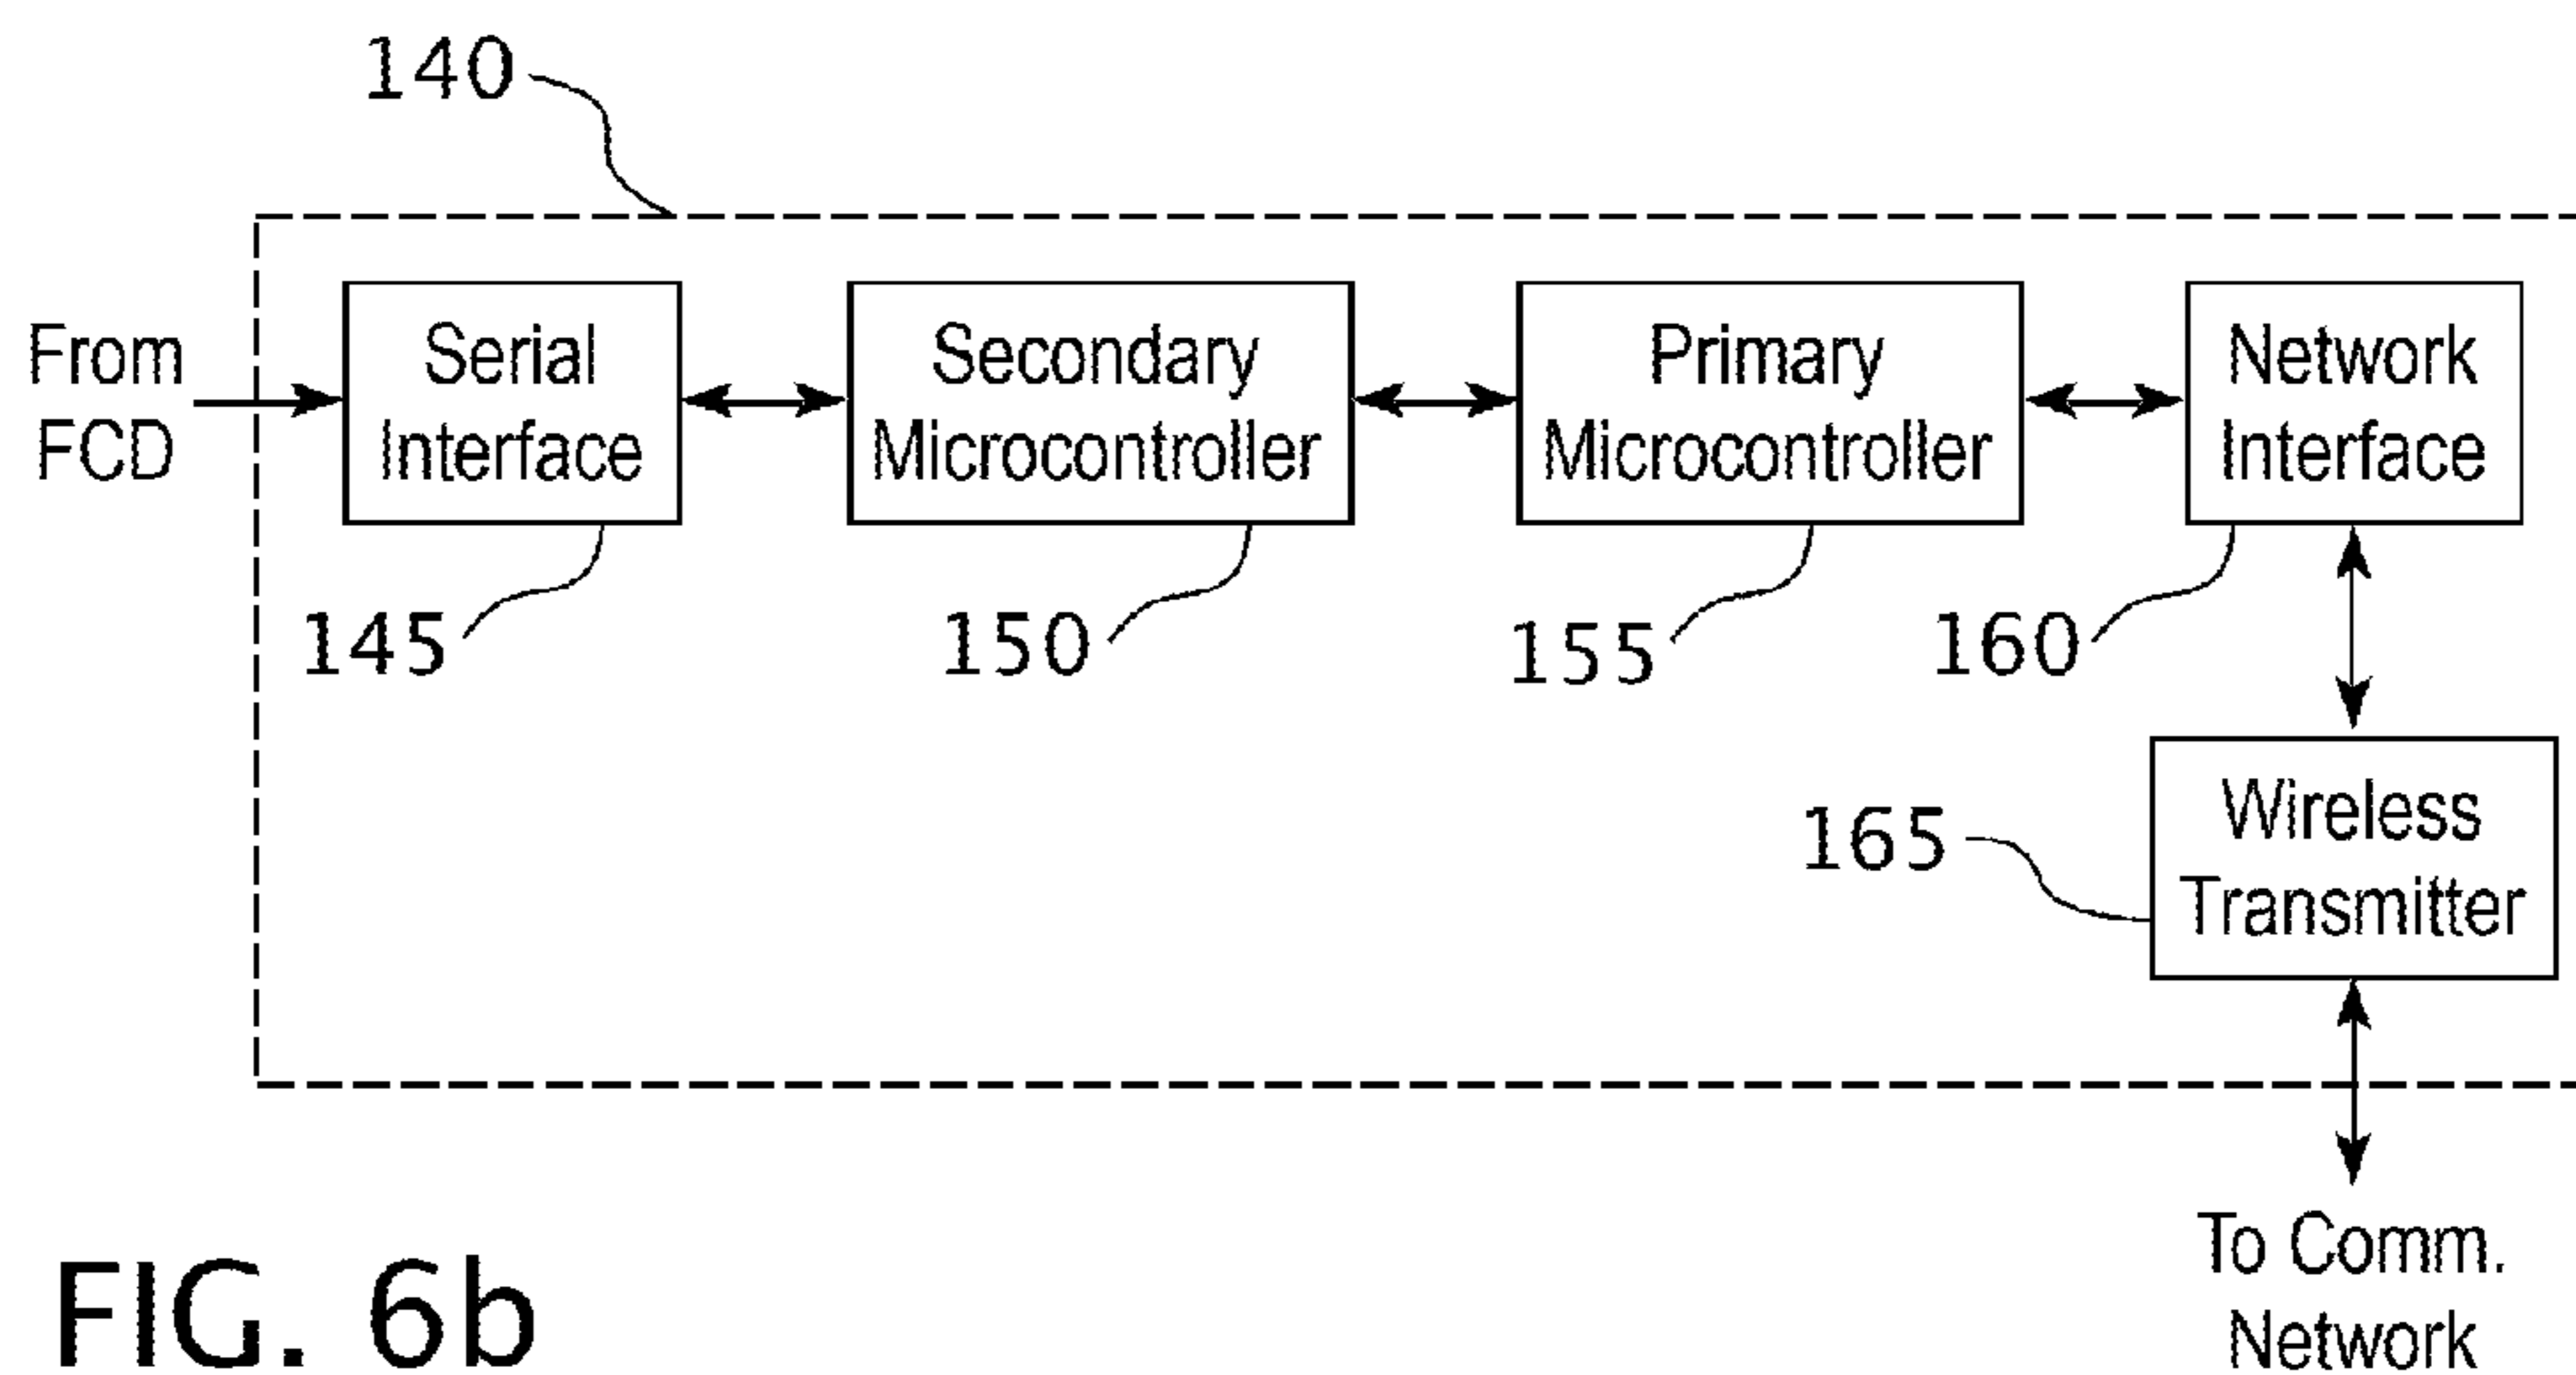 140
From
FCD
Serial
Interface
Secondary
Microcontroller
Primary
Microcontroller
Network
Interface
145
150
155
160
165
Wireless
Transmitter
To Comm.
Network
FIG. 6b